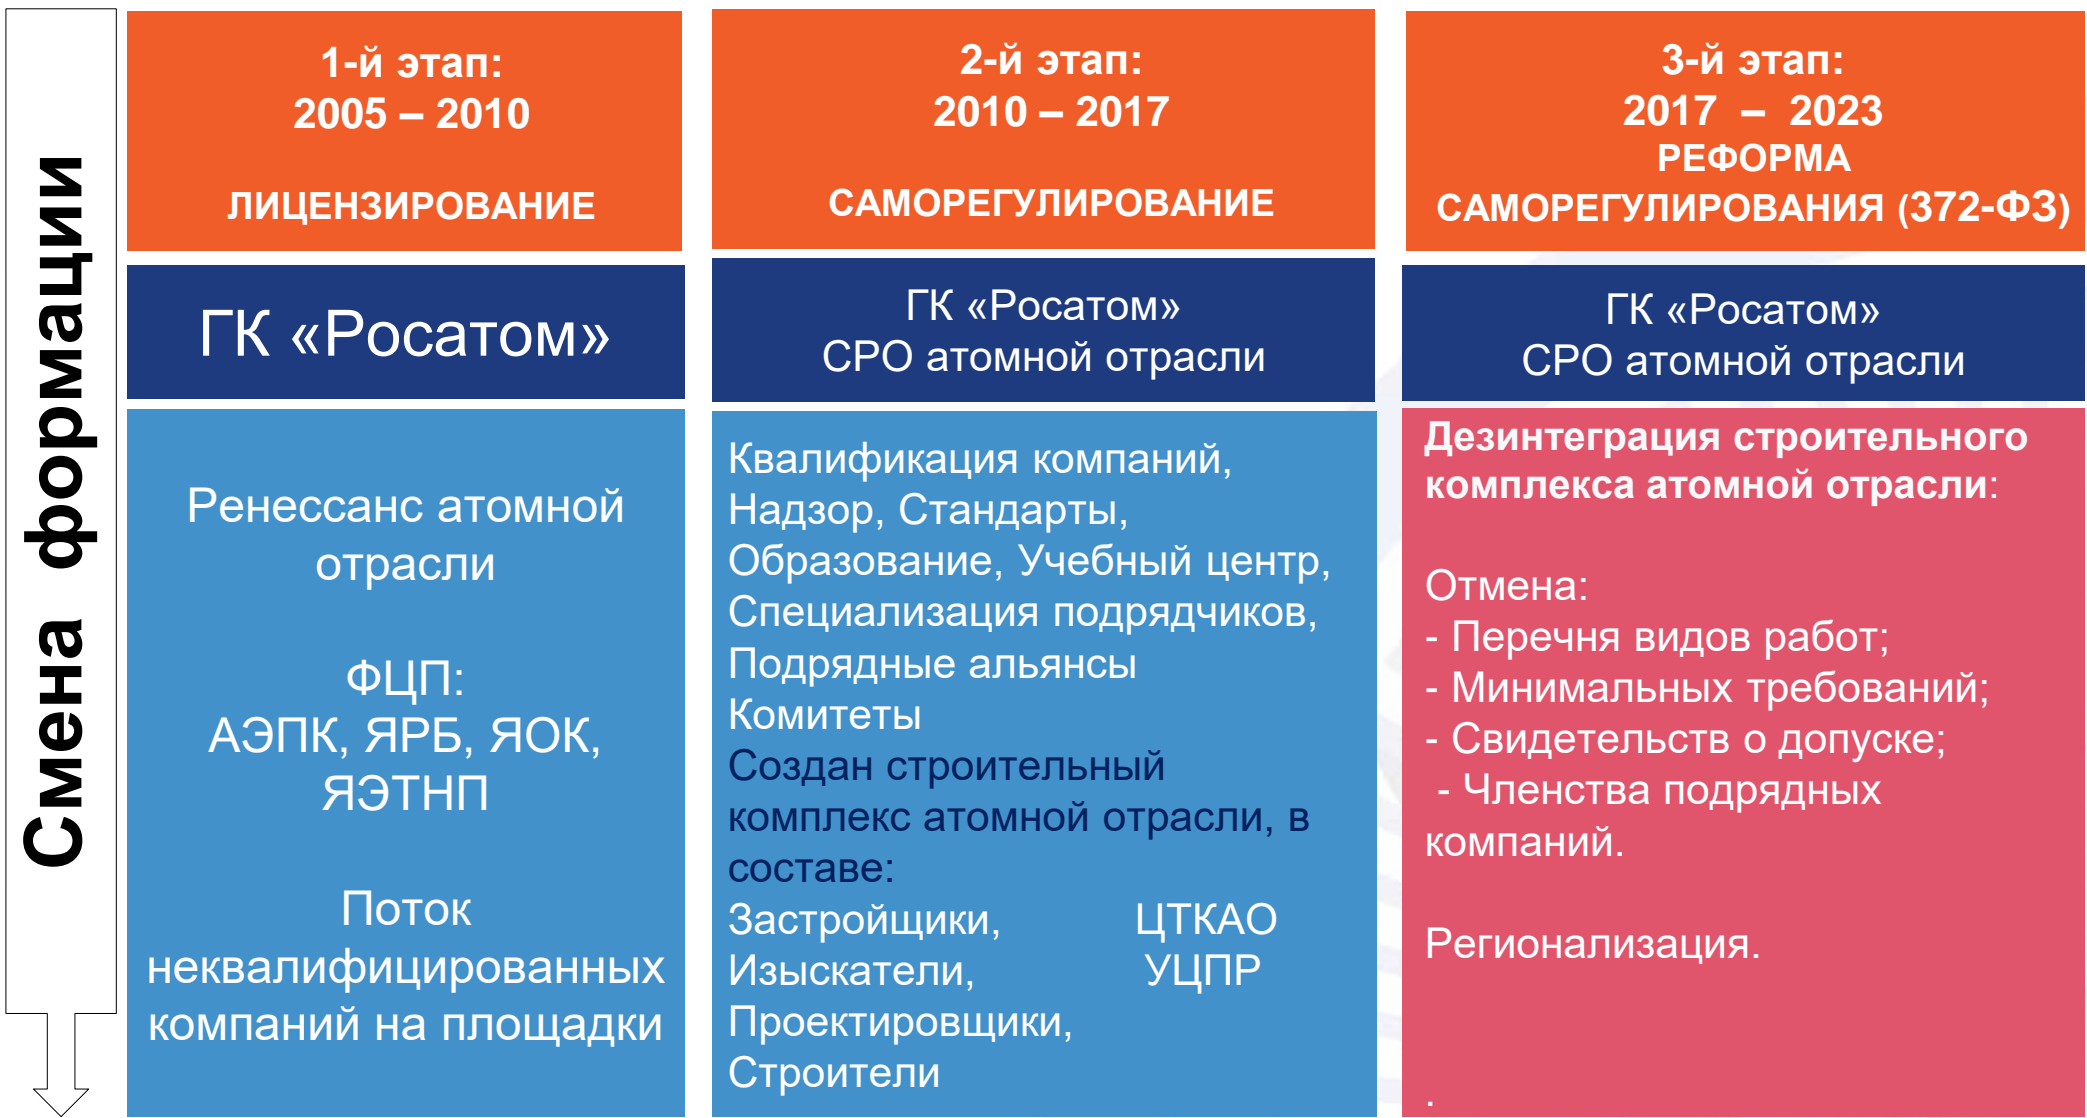 Смена формации
1-й этап:
2005 – 2010
ЛИЦЕНЗИРОВАНИЕ
ГК «Росатом»
Ренессанс атомной
отрасли
ФЦП:
АЭПК, ЯРБ, ЯОК,
ЯЭТНП
Поток
неквалифицированных
компаний на площадки
2-й этап:
2010 – 2017
САМОРЕГУЛИРОВАНИЕ
ГК «Росатом»
СРО атомной отрасли
Квалификация компаний,
Надзор, Стандарты,
Образование, Учебный центр,
Специализация подрядчиков,
Подрядные альянсы
Комитеты
Создан строительный
комплекс атомной отрасли, в
составе:
Застройщики, ЦТКАО
Изыскатели, УЦПР
Проектировщики,
Строители
3-й этап:
2017 – 2023
РЕФОРМА
САМОРЕГУЛИРОВАНИЯ (372-ФЗ)
ГК «Росатом»
СРО атомной отрасли
Дезинтеграция строительного
комплекса атомной отрасли:
Отмена:
- Перечня видов работ;
- Минимальных требований;
- Свидетельств о допуске;
- Членства подрядных
компаний.
Регионализация.
.